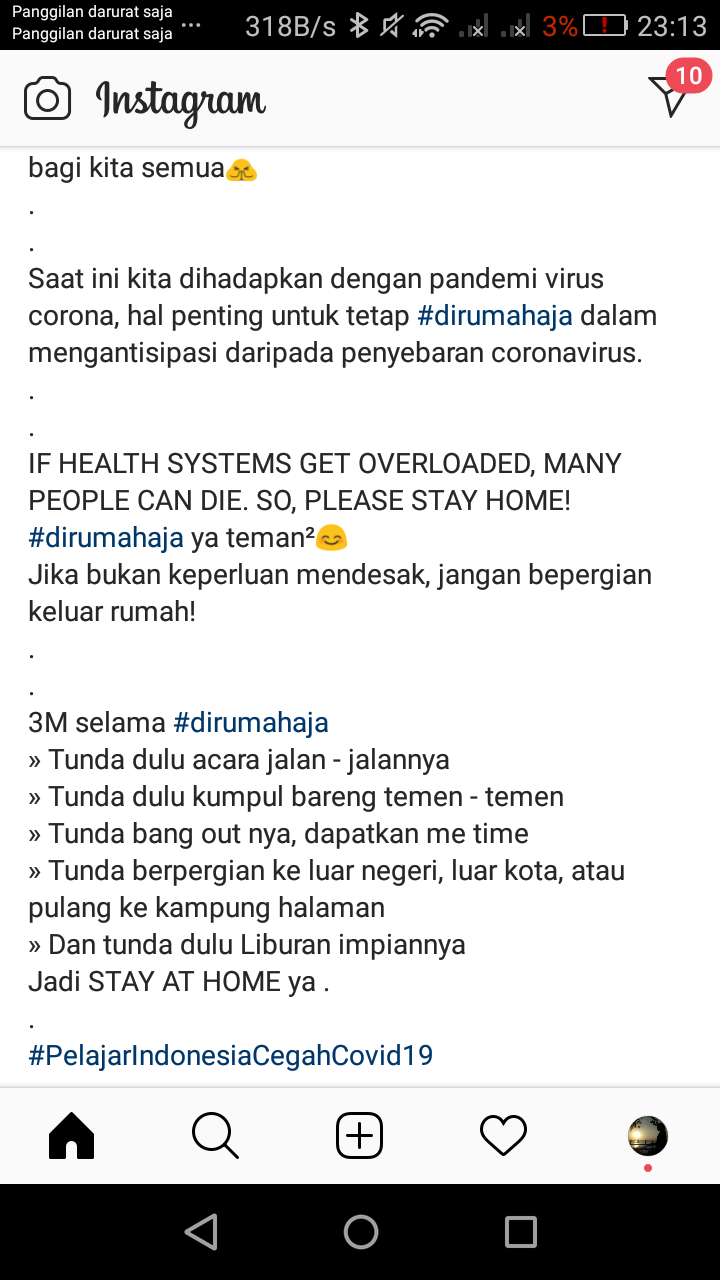 Panggilan darurat saja
Panggilan darurat saja ... 318B/s 3% 23:13
Instagram 10
bagi kita semua🙏
.
.
Saat ini kita dihadapkan dengan pandemi virus
corona, hal penting untuk tetap #dirumahaja dalam
mengantisipasi daripada penyebaran coronavirus.
.
.
IF HEALTH SYSTEMS GET OVERLOADED, MANY
PEOPLE CAN DIE. SO, PLEASE STAY HOME!
#dirumahaja ya teman²😊
Jika bukan keperluan mendesak, jangan bepergian
keluar rumah!
.
.
3M selama #dirumahaja
» Tunda dulu acara jalan - jalannya
» Tunda dulu kumpul bareng temen - temen
» Tunda bang out nya, dapatkan me time
» Tunda berpergian ke luar negeri, luar kota, atau
pulang ke kampung halaman
» Dan tunda dulu Liburan impiannya
Jadi STAY AT HOME ya .
.
#PelajarIndonesiaCegahCovid19